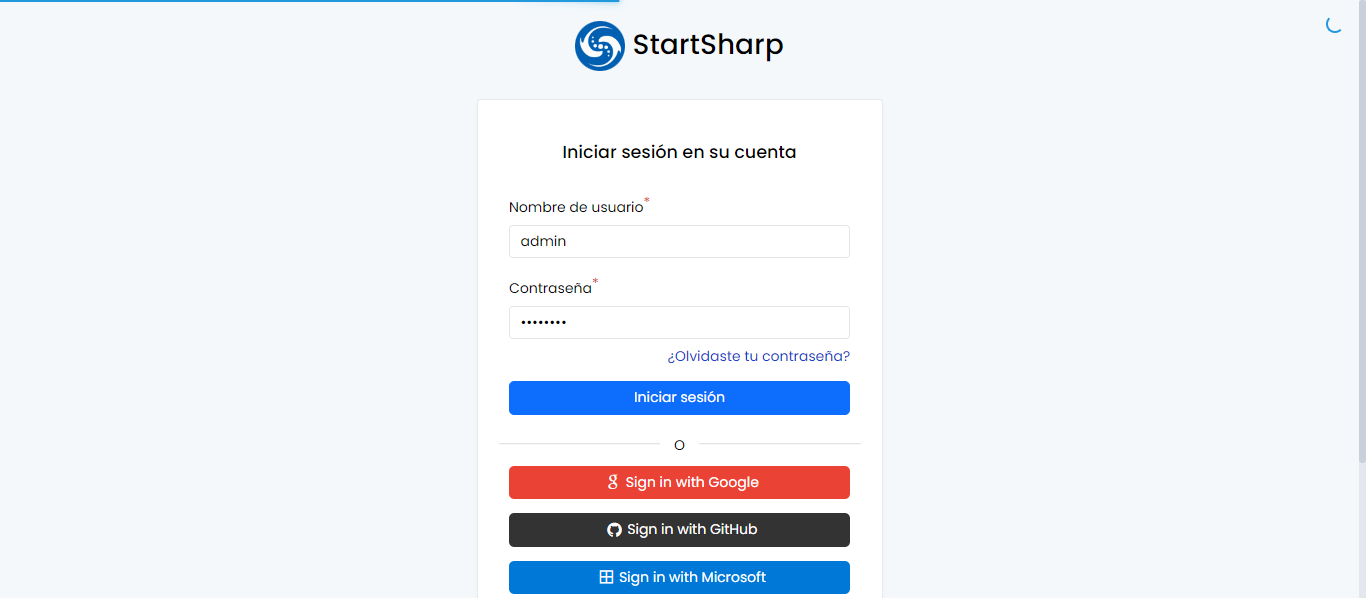 StartSharp
Iniciar sesión en su cuenta
Nombre de usuario*
admin
Contraseña*
••••••••
¿Olvidaste tu contraseña?
Iniciar sesión
O
Sign in with Google
Sign in with GitHub
Sign in with Microsoft